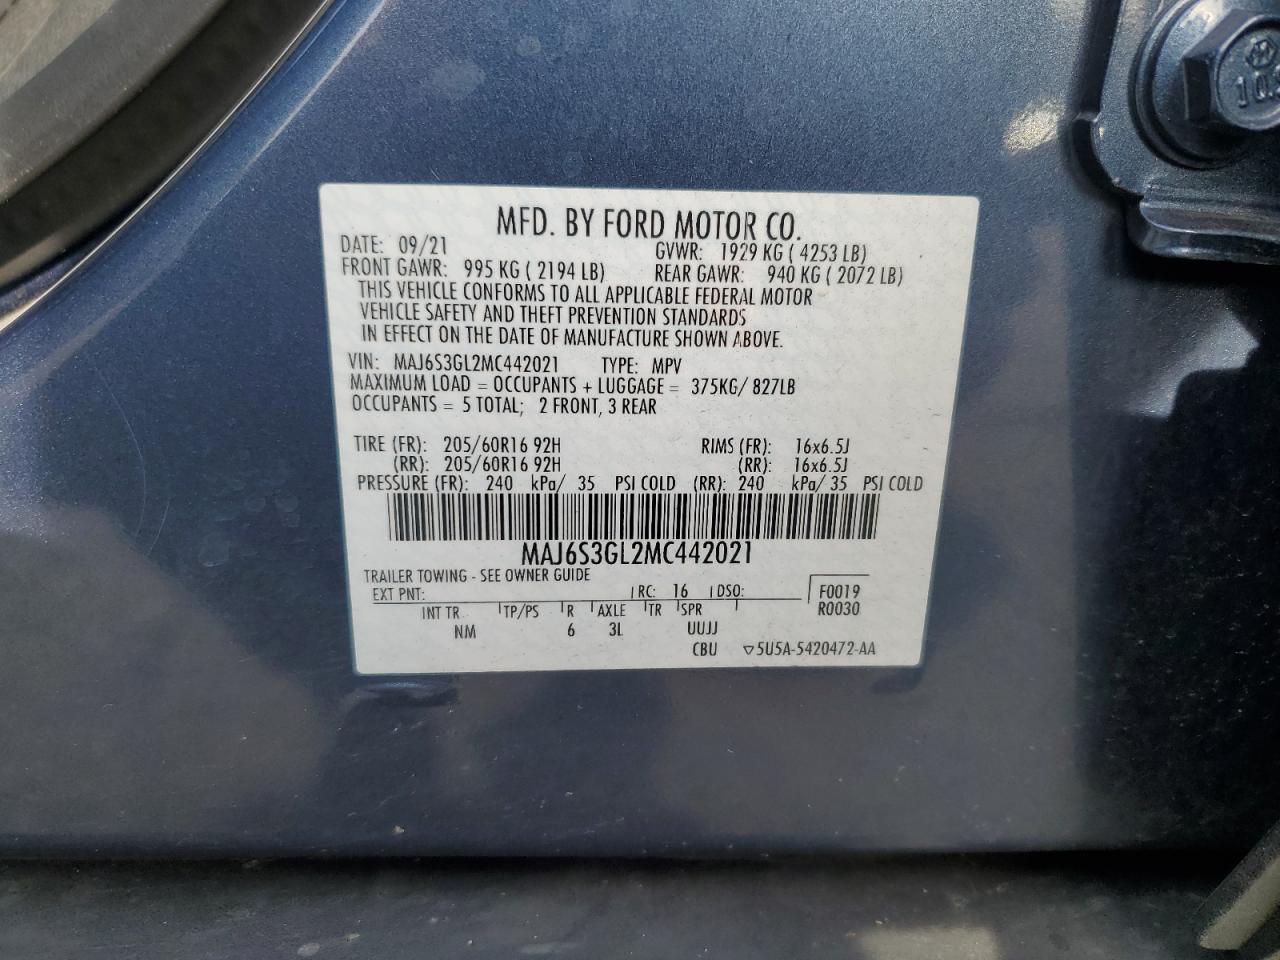 MFD. BY FORD MOTOR CO.
DATE: 09/21 GVWR: 1929 KG ( 4253 LB)
FRONT GAWR: 995 KG ( 2194 LB) REAR GAWR: 940 KG ( 2072 LB)
THIS VEHICLE CONFORMS TO ALL APPLICABLE FEDERAL MOTOR
VEHICLE SAFETY AND THEFT PREVENTION STANDARDS
IN EFFECT ON THE DATE OF MANUFACTURE SHOWN ABOVE.
VIN: MAJ6S3GL2MC442021 TYPE: MPV
MAXIMUM LOAD = OCCUPANTS + LUGGAGE = 375KG/ 827LB
OCCUPANTS = 5 TOTAL; 2 FRONT, 3 REAR
TIRE (FR): 205/60R16 92H RIMS (FR): 16x6.5J
(RR): 205/60R16 92H (RR): 16x6.5J
PRESSURE (FR): 240 kPa/ 35 PSI COLD (RR): 240 kPa/ 35 PSI COLD
MAJ6S3GL2MC442021
TRAILER TOWING - SEE OWNER GUIDE
EXT PNT: RC: 16 DSO: F0019
R0030
INT TR TP/PS R AXLE TR SPR
NM 6 3L UUJJ
CBU ▽5U5A-5420472-AA